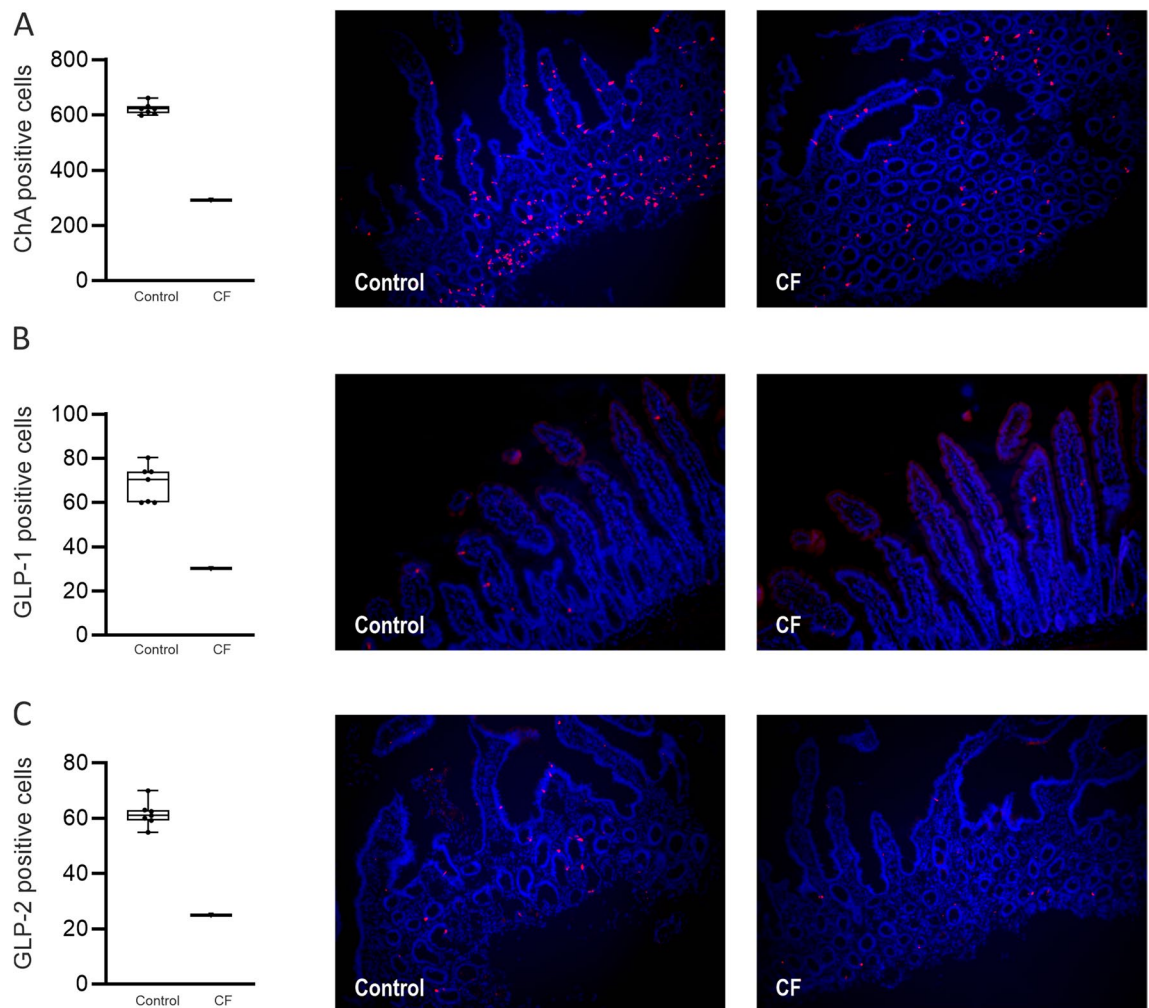 A
ChA positive cells
800
600
400
200
0
Control
CF
Control
CF
B
GLP-1 positive cells
100
80
60
40
20
0
Control
CF
Control
CF
C
GLP-2 positive cells
80
60
40
20
0
Control
CF
Control
CF